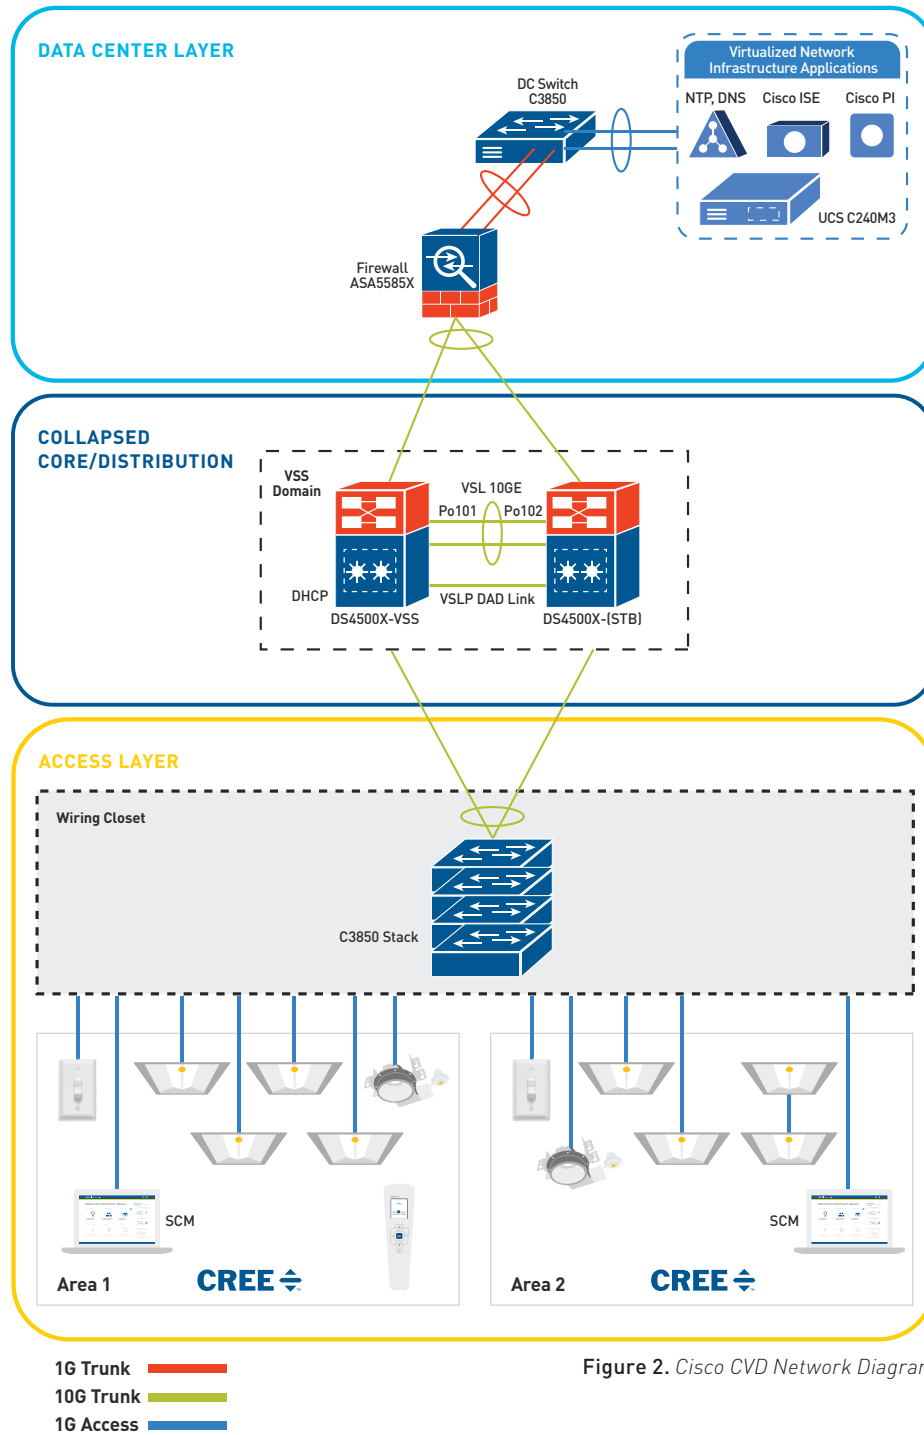 DATA CENTER LAYER
Virtualized Network
Infrastructure Applications
DC Switch
C3850
NTP, DNS
Cisco ISE
Cisco PI
UCS C240M3
Firewall
ASA5585X
COLLAPSED
CORE/DISTRIBUTION
VSS
Domain
VSL 10GE
Po101
Po102
DHCP
VSLP DAD Link
DS4500X-VSS
DS4500X-(STB)
ACCESS LAYER
Wiring Closet
C3850 Stack
SCM
SCM
Area 1
CREE
Area 2
CREE
1G Trunk
10G Trunk
1G Access
Figure 2. Cisco CVD Network Diagram